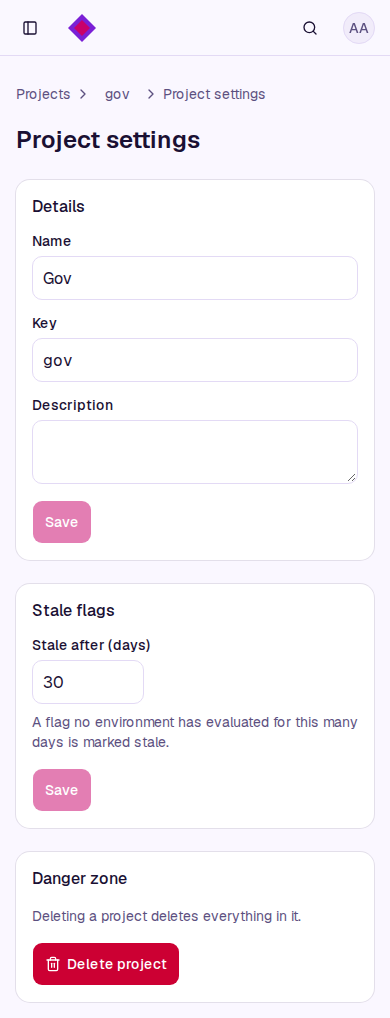 AA
Projects > gov > Project settings
Project settings
Details
Name
Gov
Key
gov
Description
Save
Stale flags
Stale after (days)
30
A flag no environment has evaluated for this many
days is marked stale.
Save
Danger zone
Deleting a project deletes everything in it.
Delete project